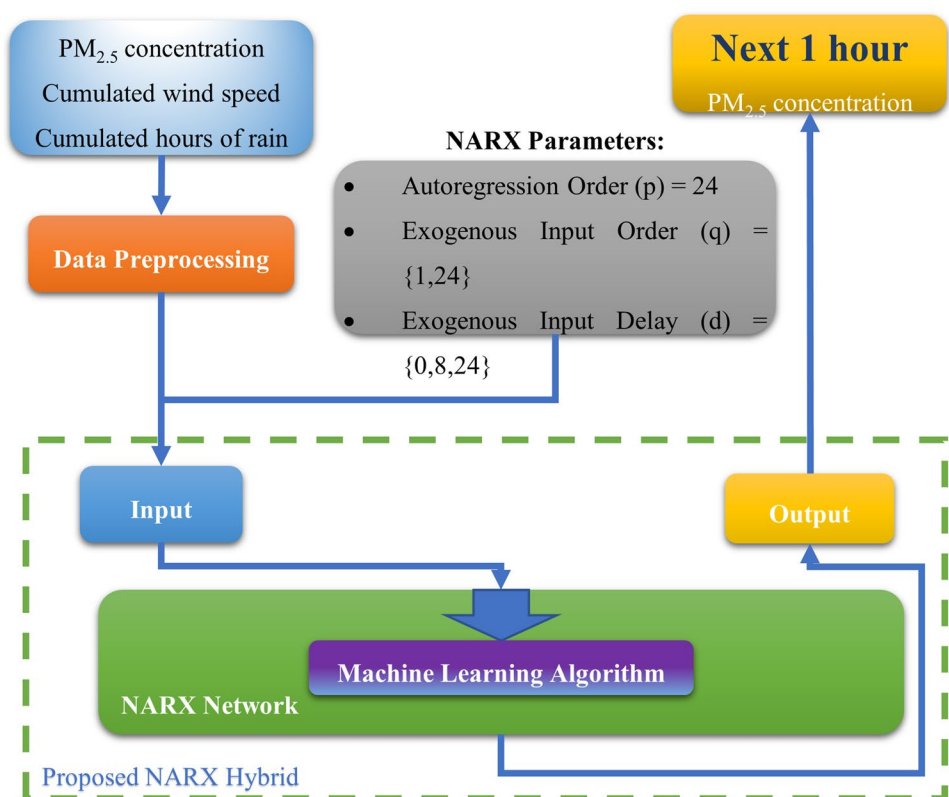 PM₂.₅ concentration
Cumulated wind speed
Cumulated hours of rain
Next 1 hour
PM₂.₅ concentration
NARX Parameters:
• Autoregression Order (p) = 24
• Exogenous Input Order (q) =
{1,24}
• Exogenous Input Delay (d) =
{0,8,24}
Data Preprocessing
Input
Output
Machine Learning Algorithm
NARX Network
Proposed NARX Hybrid